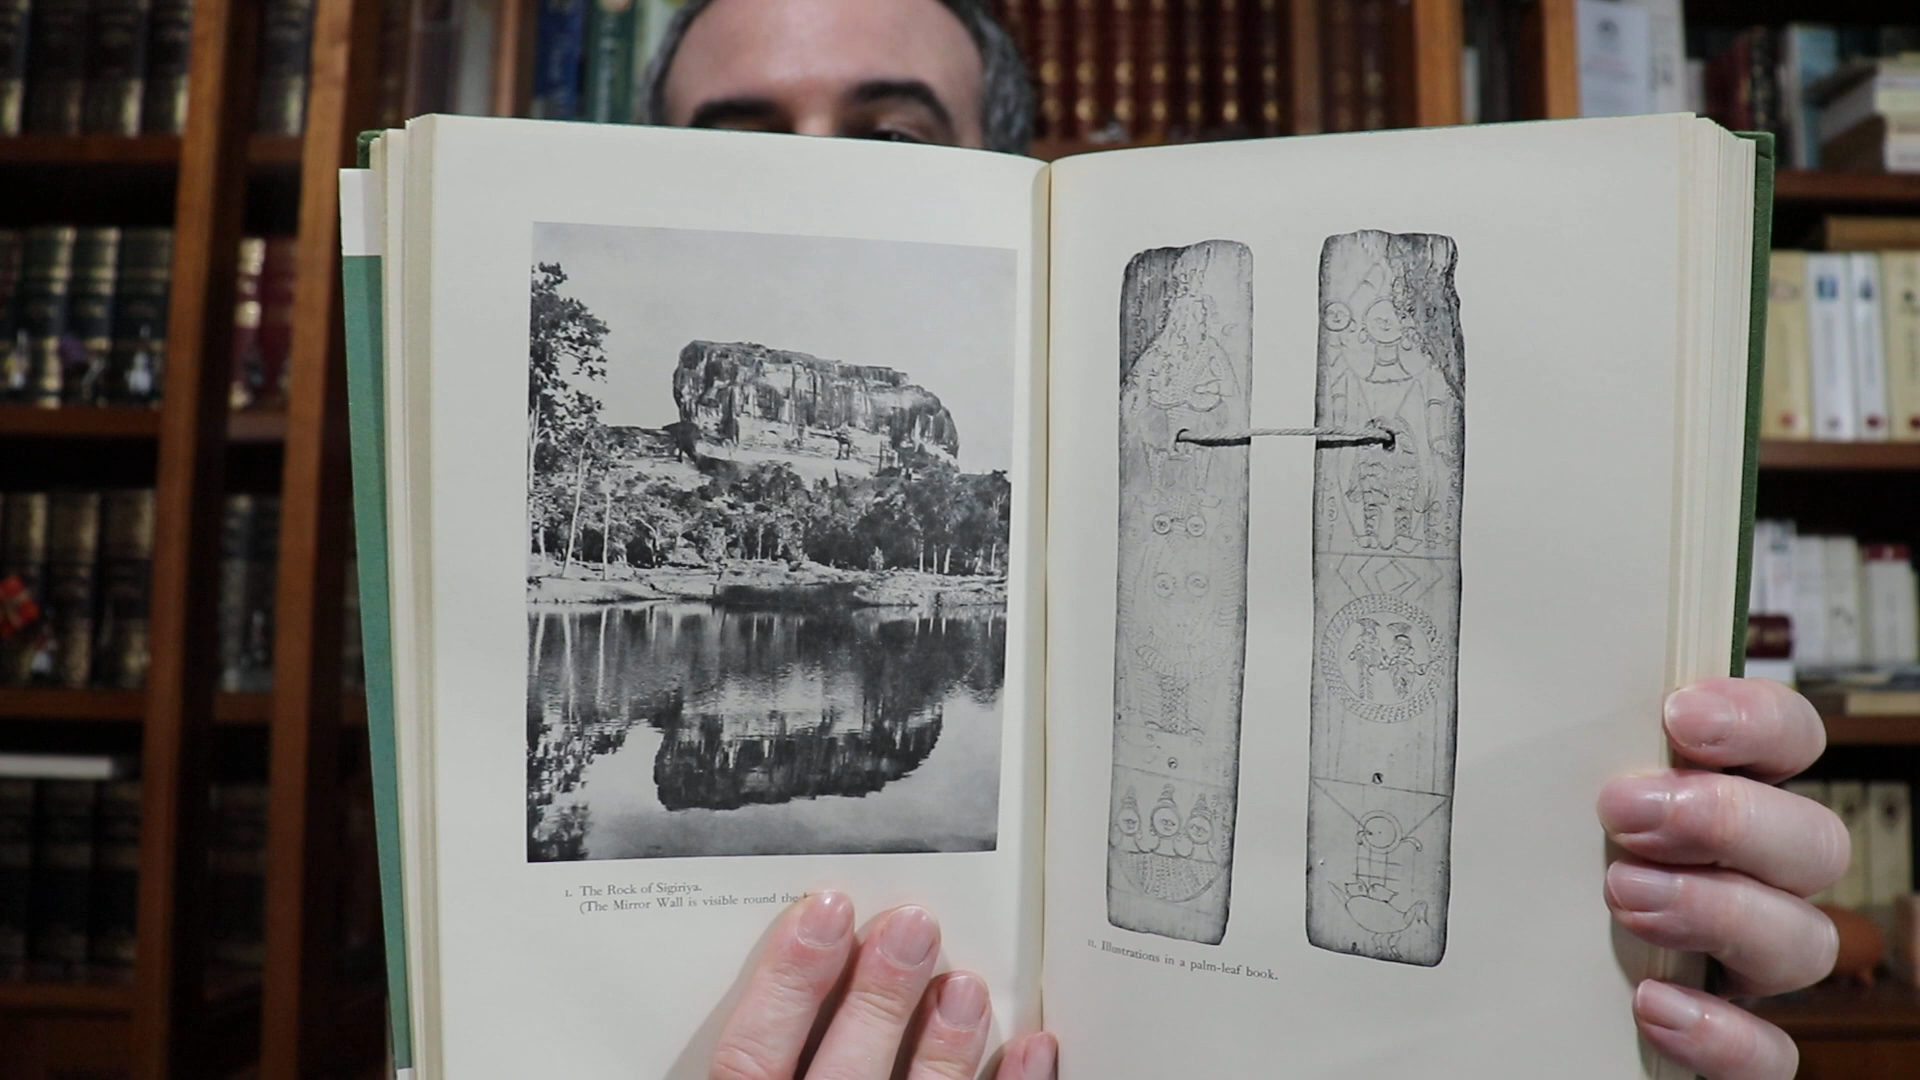 I. The Rock of Sigiriya.
(The Mirror Wall is visible round the
II. Illustrations in a palm-leaf book.